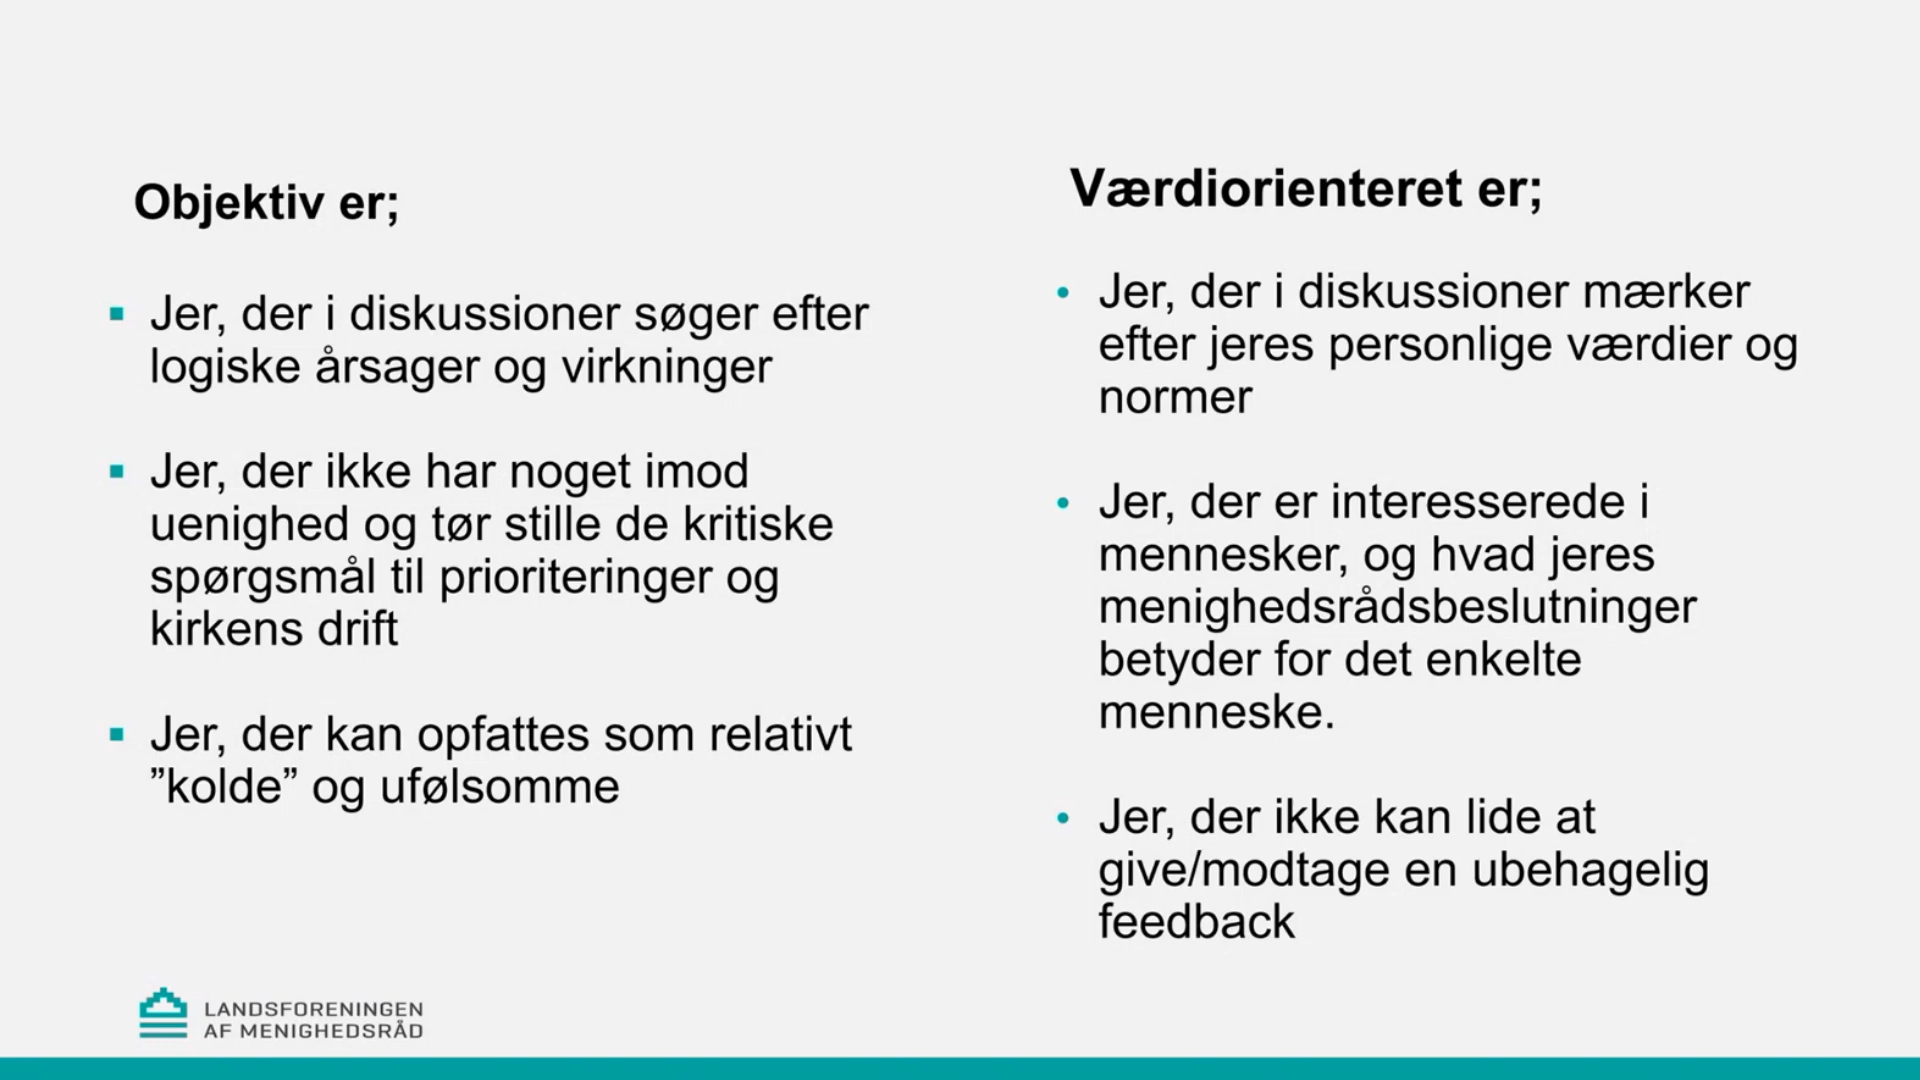 Objektiv er;
Jer, der i diskussioner søger efter
logiske årsager og virkninger
Jer, der ikke har noget imod
uenighed og tør stille de kritiske
spørgsmål til prioriteringer og
kirkens drift
Jer, der kan opfattes som relativt
”kolde” og ufølsomme
Værdiorienteret er;
Jer, der i diskussioner mærker
efter jeres personlige værdier og
normer
Jer, der er interesserede i
mennesker, og hvad jeres
menighedsrådsbeslutninger
betyder for det enkelte
menneske.
Jer, der ikke kan lide at
give/modtage en ubehagelig
feedback
LANDSFORENINGEN
AF MENIGHEDSRÅD